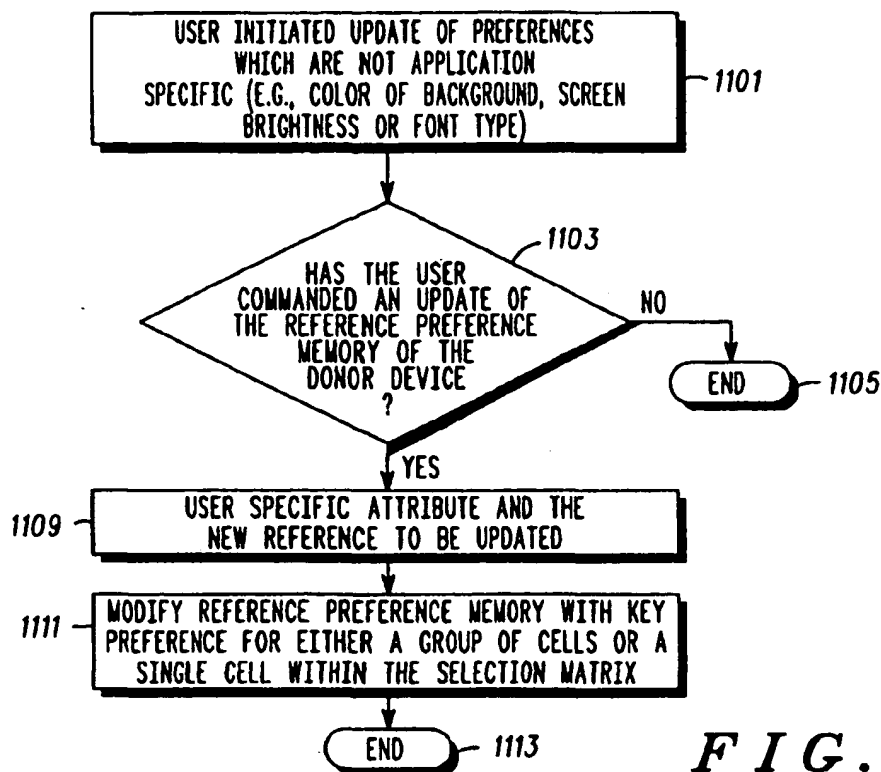 USER INITIATED UPDATE OF PREFERENCES
WHICH ARE NOT APPLICATION
SPECIFIC (E.G., COLOR OF BACKGROUND, SCREEN
BRIGHTNESS OR FONT TYPE)
1101
1103
HAS THE USER
COMMANDED AN UPDATE OF
THE REFERENCE PREFERENCE
MEMORY OF THE
DONOR DEVICE
?
NO
END
1105
YES
1109
USER SPECIFIC ATTRIBUTE AND THE
NEW REFERENCE TO BE UPDATED
1111
MODIFY REFERENCE PREFERENCE MEMORY WITH KEY
PREFERENCE FOR EITHER A GROUP OF CELLS OR A
SINGLE CELL WITHIN THE SELECTION MATRIX
END
1113
FIG.